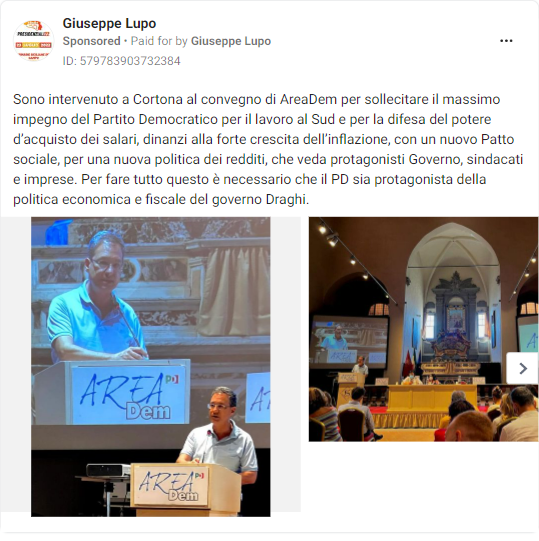 Giuseppe Lupo
Sponsored • Paid for by Giuseppe Lupo
ID: 579783903732384
Sono intervenuto a Cortona al convegno di AreaDem per sollecitare il massimo
impegno del Partito Democratico per il lavoro al Sud e per la difesa del potere
d'acquisto dei salari, dinanzi alla forte crescita dell'inflazione, con un nuovo Patto
sociale, per una nuova politica dei redditi, che veda protagonisti Governo, sindacati
e imprese. Per fare tutto questo è necessario che il PD sia protagonista della
politica economica e fiscale del governo Draghi.
AREA PD
Dem
AREA PD
Dem